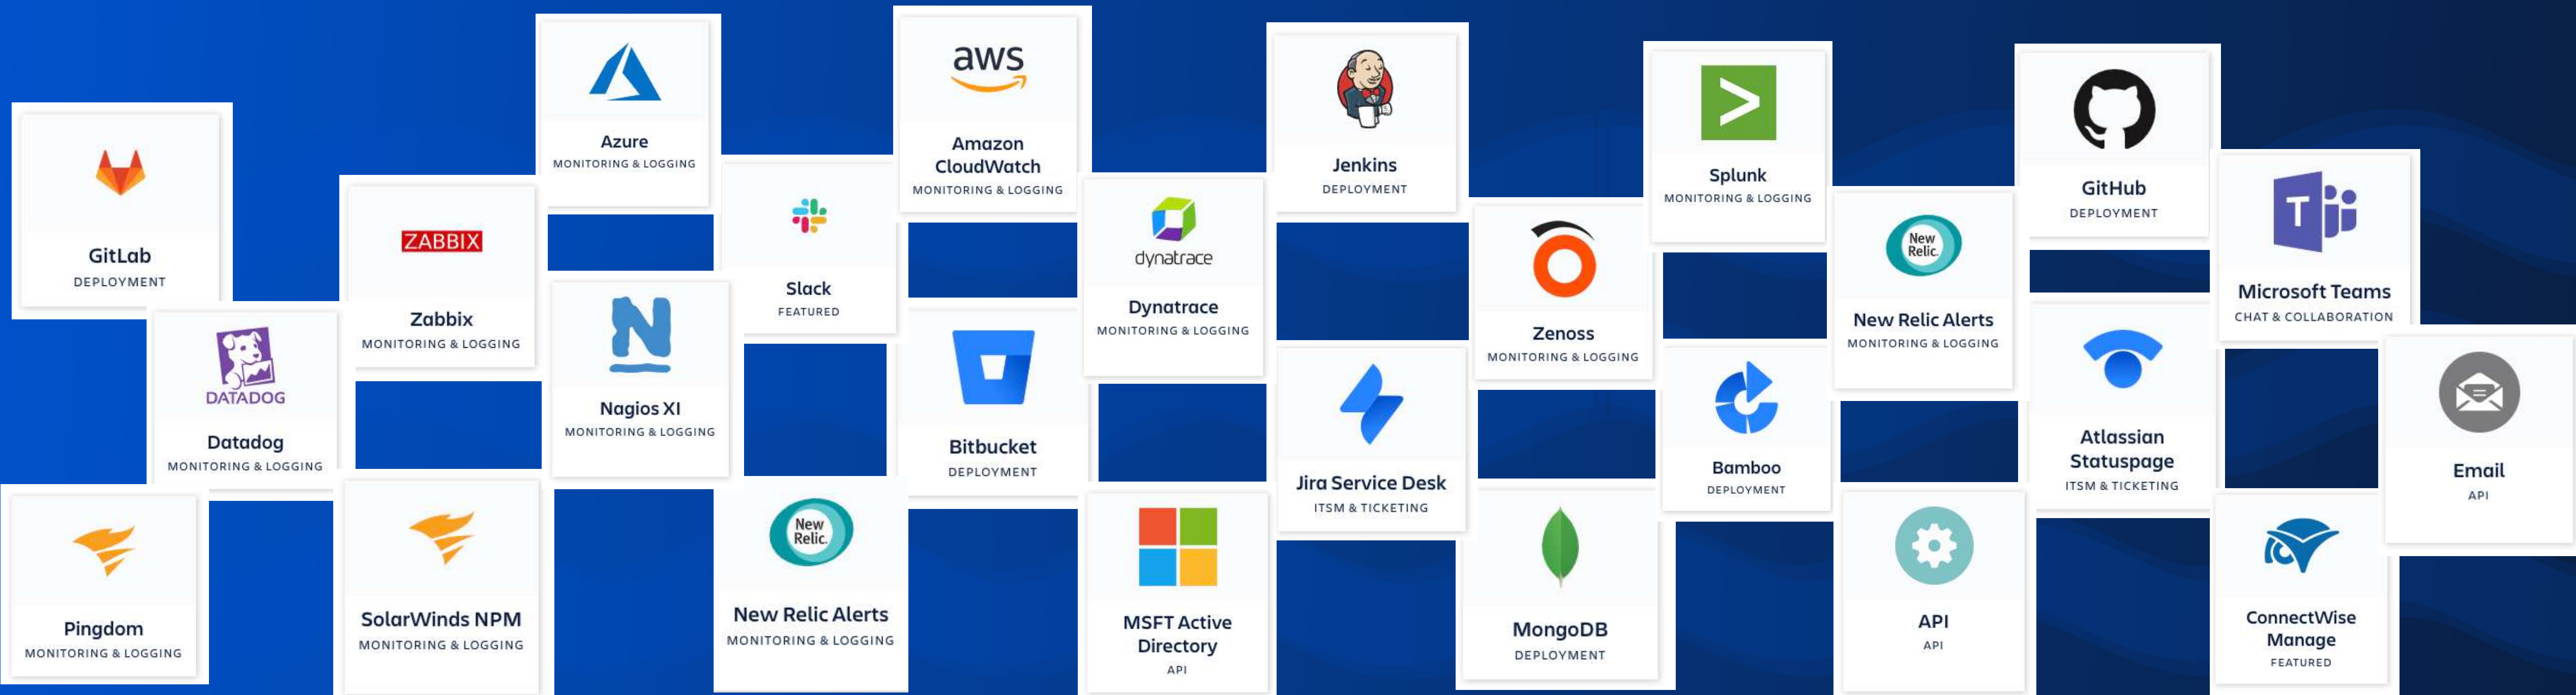 GitLab
DEPLOYMENT
DATADOG
Datadog
MONITORING & LOGGING
Pingdom
MONITORING & LOGGING
ZABBIX
Zabbix
MONITORING & LOGGING
SolarWinds NPM
MONITORING & LOGGING
Azure
MONITORING & LOGGING
N
Nagios XI
MONITORING & LOGGING
Slack
FEATURED
New
Relic.
New Relic Alerts
MONITORING & LOGGING
aws
Amazon
CloudWatch
MONITORING & LOGGING
Bitbucket
DEPLOYMENT
dynatrace
Dynatrace
MONITORING & LOGGING
MSFT Active
Directory
API
Jenkins
DEPLOYMENT
Jira Service Desk
ITSM & TICKETING
Zenoss
MONITORING & LOGGING
MongoDB
DEPLOYMENT
>
Splunk
MONITORING & LOGGING
Bamboo
DEPLOYMENT
New
Relic.
New Relic Alerts
MONITORING & LOGGING
API
API
GitHub
DEPLOYMENT
Atlassian
Statuspage
ITSM & TICKETING
T
Microsoft Teams
CHAT & COLLABORATION
ConnectWise
Manage
FEATURED
Email
API